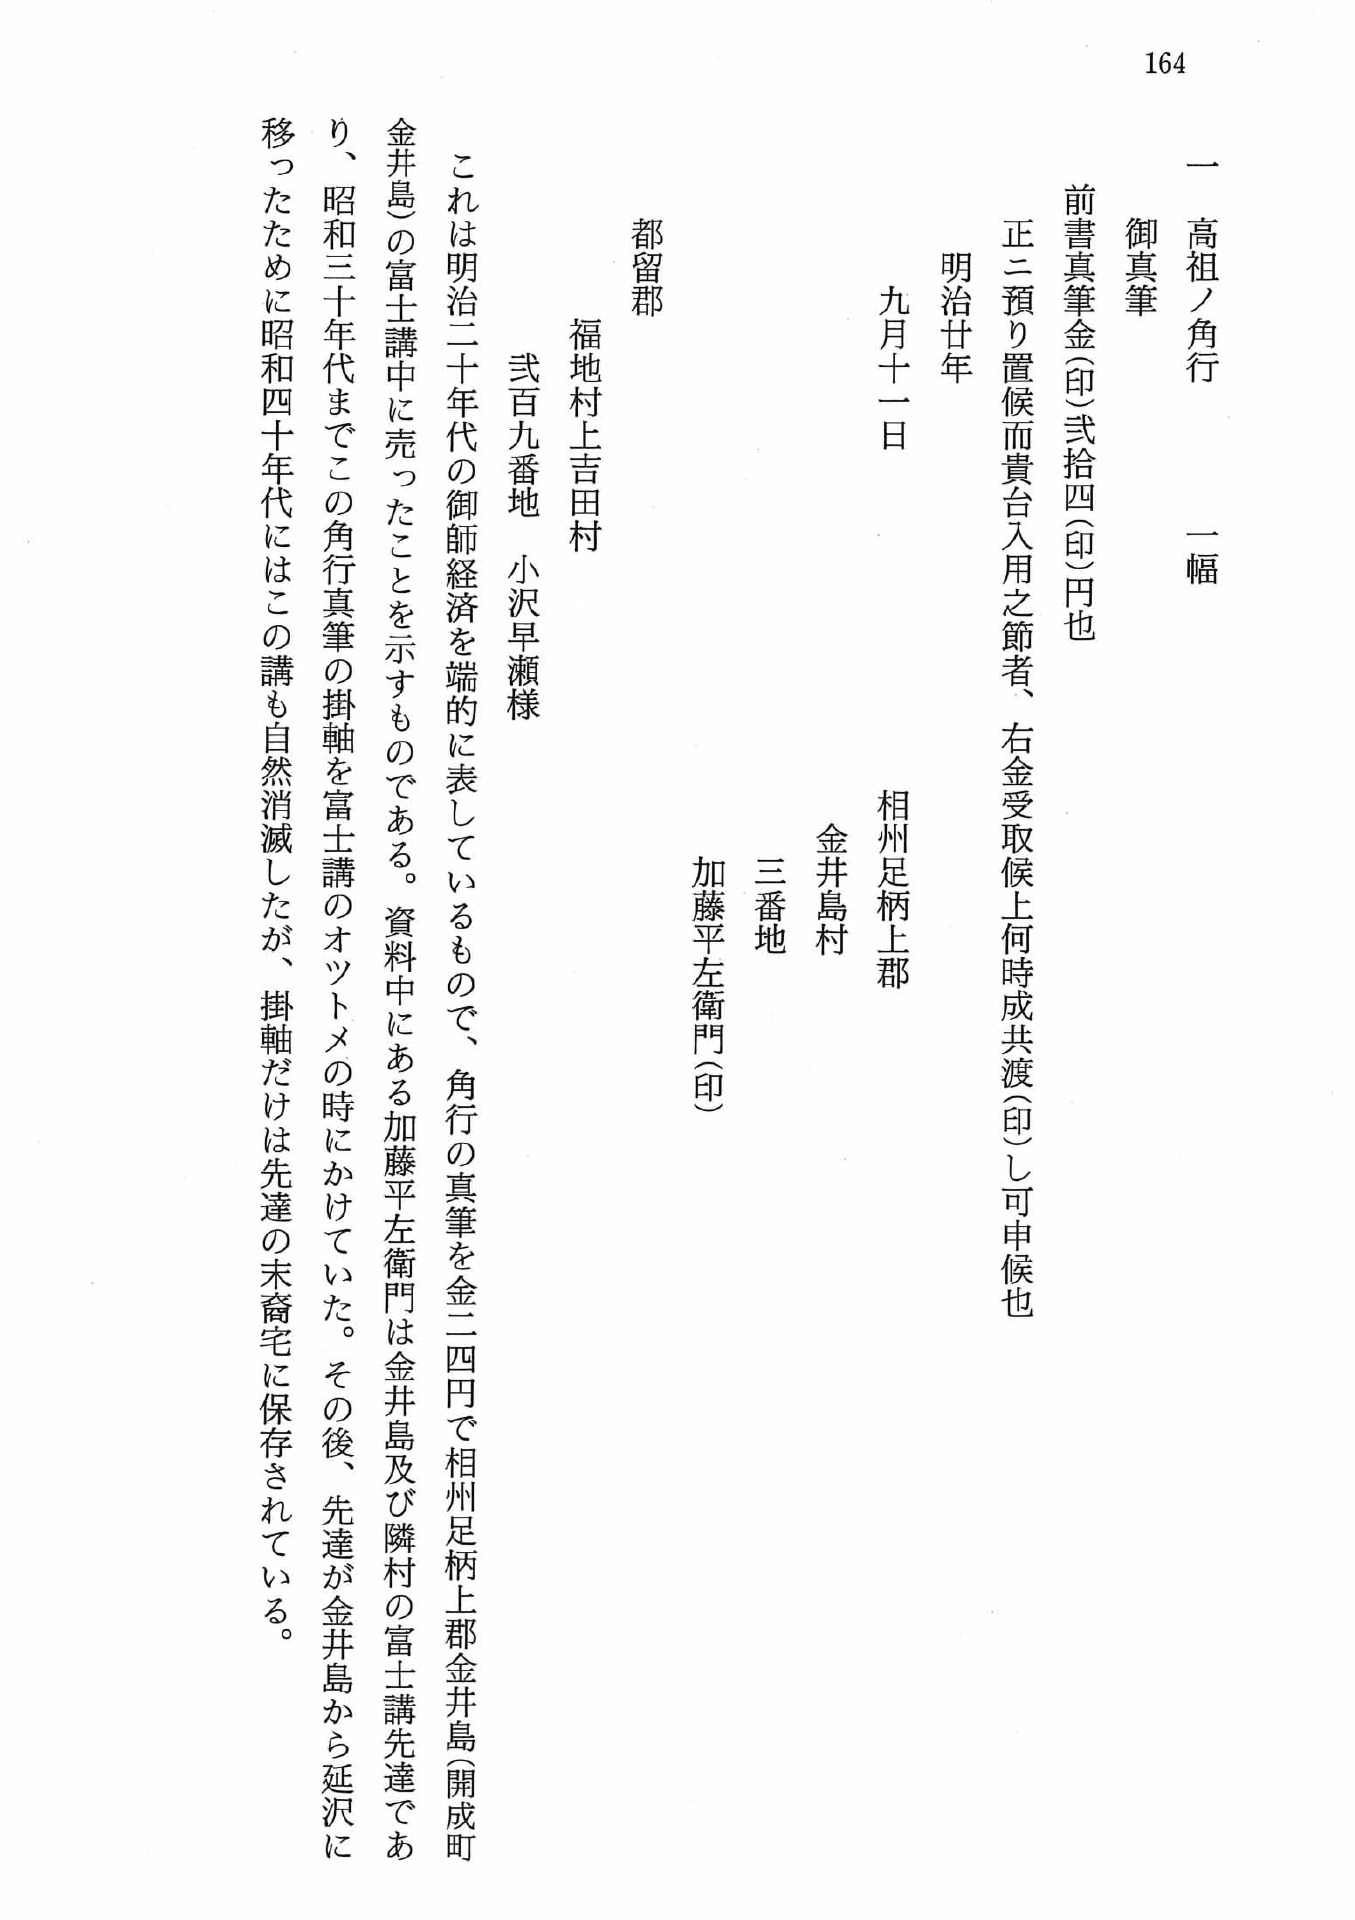 164
一　高祖ノ角行　　　　一幅
御真筆
前書真筆金(印)弐拾四(印)円也
正ニ預り置候而貴台入用之節者、右金受取候上何時成共渡(印)し可申候也
明治廿年
九月十一日
相州足柄上郡
金井島村
三番地
加藤平左衛門(印)
都留郡
福地村上吉田村
弐百九番地　小沢早瀬様
これは明治二十年代の御師経済を端的に表しているもので、角行の真筆を金二四円で相州足柄上郡金井島(開成町
金井島)の富士講中に売ったことを示すものである。資料中にある加藤平左衛門は金井島及び隣村の富士講先達であ
り、昭和三十年代までこの角行真筆の掛軸を富士講のオツトメの時にかけていた。その後、先達が金井島から延沢に
移ったために昭和四十年代にはこの講も自然消滅したが、掛軸だけは先達の末裔宅に保存されている。